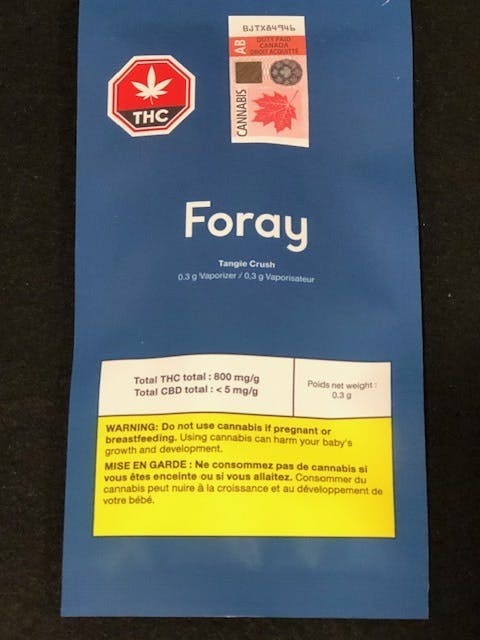 BJTX84946
AB
DUTY PAID
CANADA
DROIT ACQUITTÉ
CANNABIS
THC
Foray
Tangie Crush
0.3 g Vaporizer / 0,3 g Vaporisateur
Total THC total : 800 mg/g
Total CBD total : < 5 mg/g
Poids net weight :
0.3 g
WARNING: Do not use cannabis if pregnant or
breastfeeding. Using cannabis can harm your baby's
growth and development.
MISE EN GARDE : Ne consommez pas de cannabis si
vous êtes enceinte ou si vous allaitez. Consommer du
cannabis peut nuire à la croissance et au développement de
votre bébé.